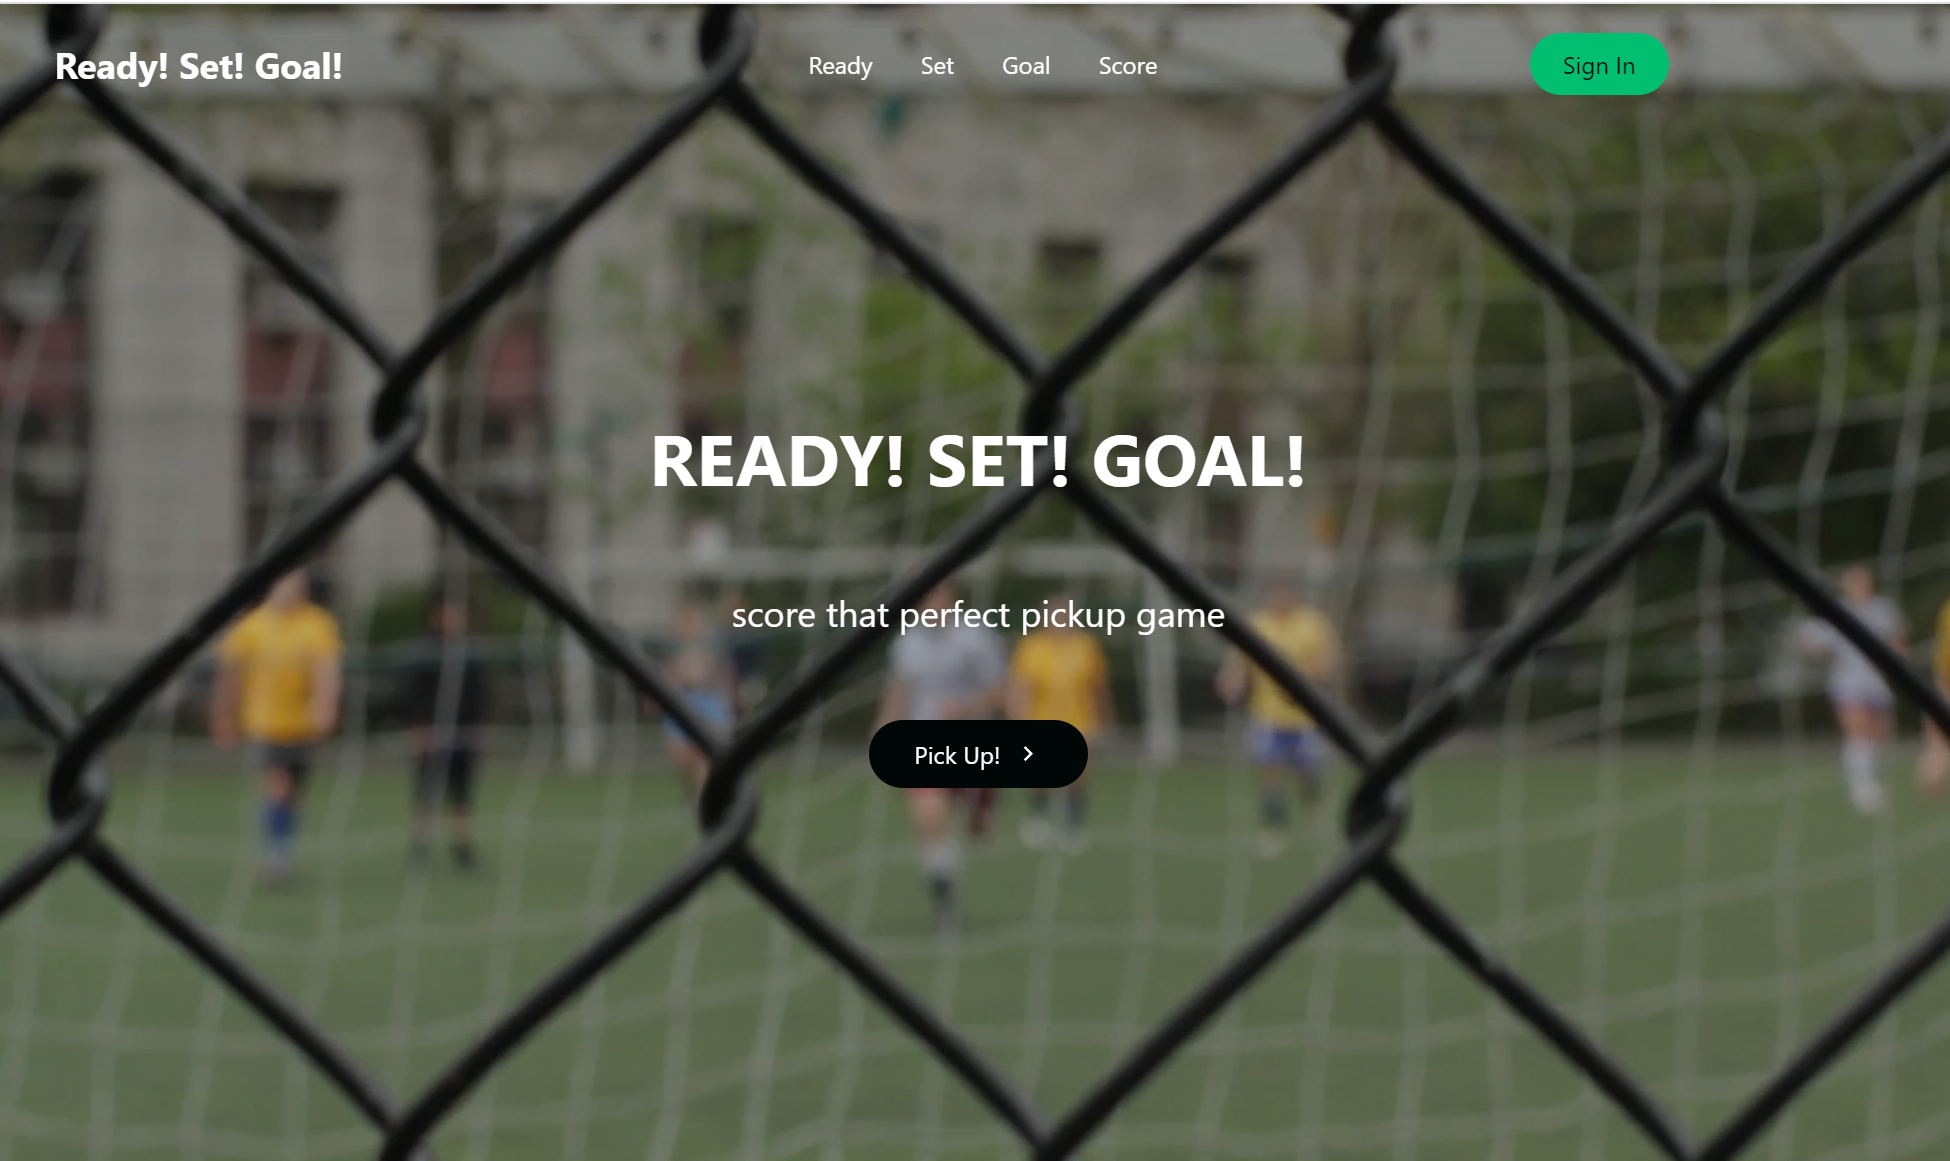 Ready! Set! Goal!
Ready Set Goal Score
Sign In
READY! SET! GOAL!
score that perfect pickup game
Pick Up!